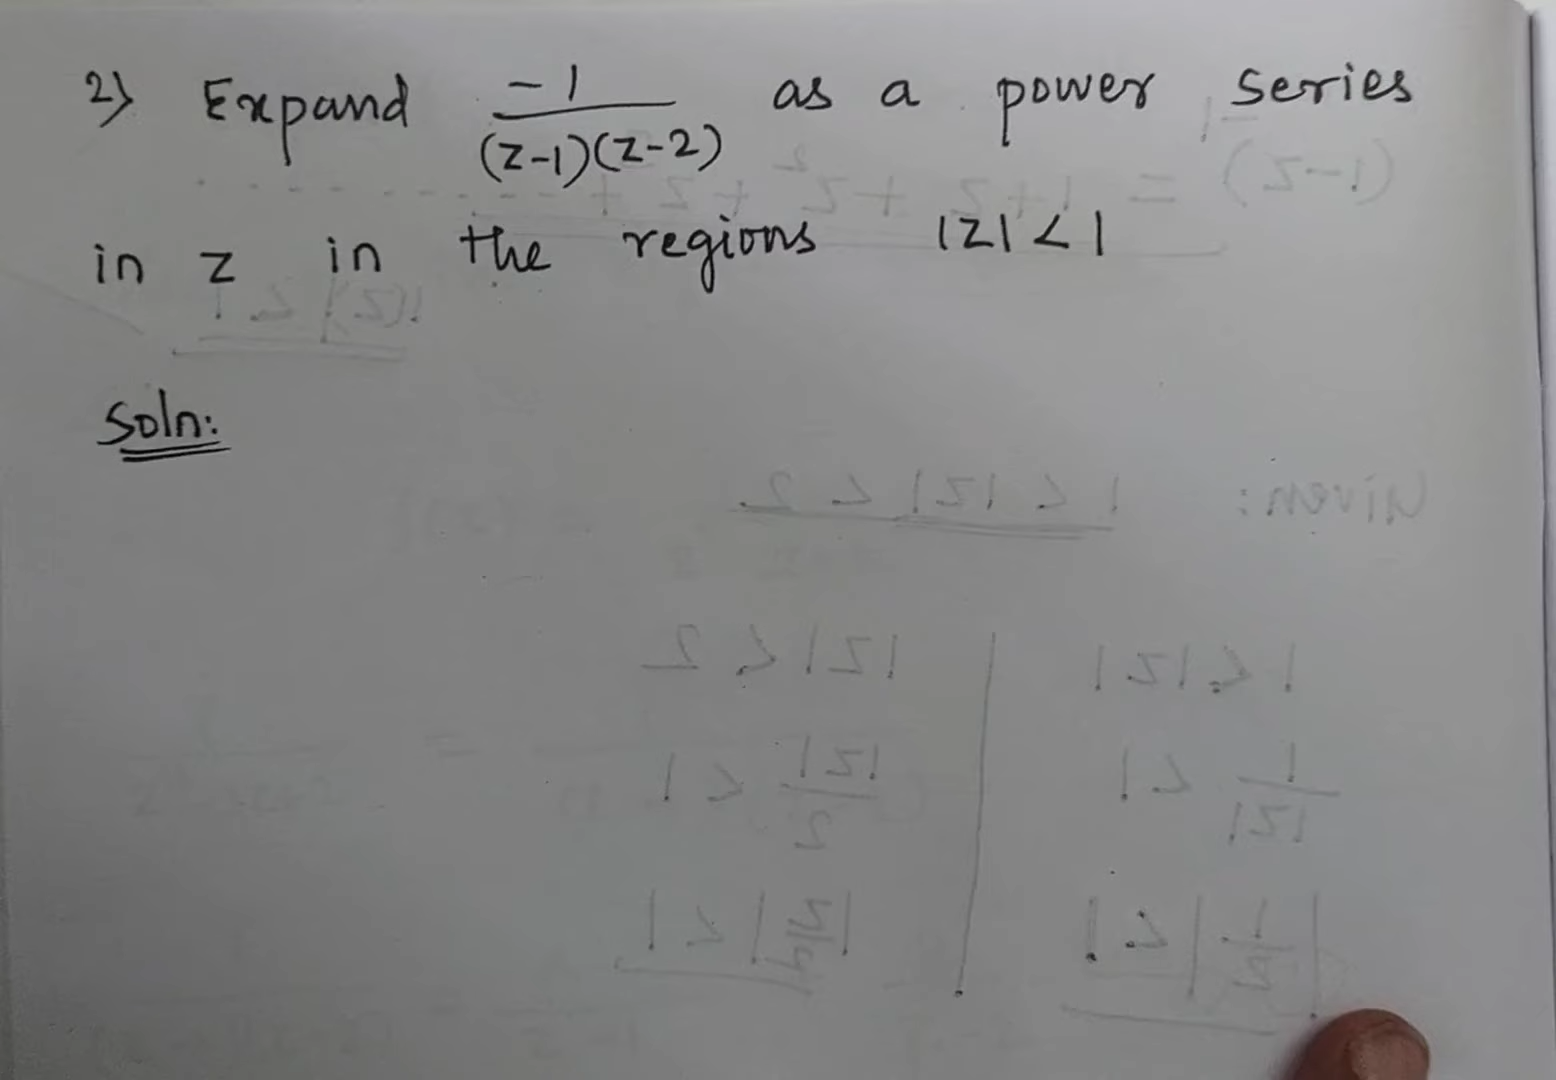 2) Expand -1/((z-1)(z-2)) as a power series
in z in the regions |z| < 1
Soln: